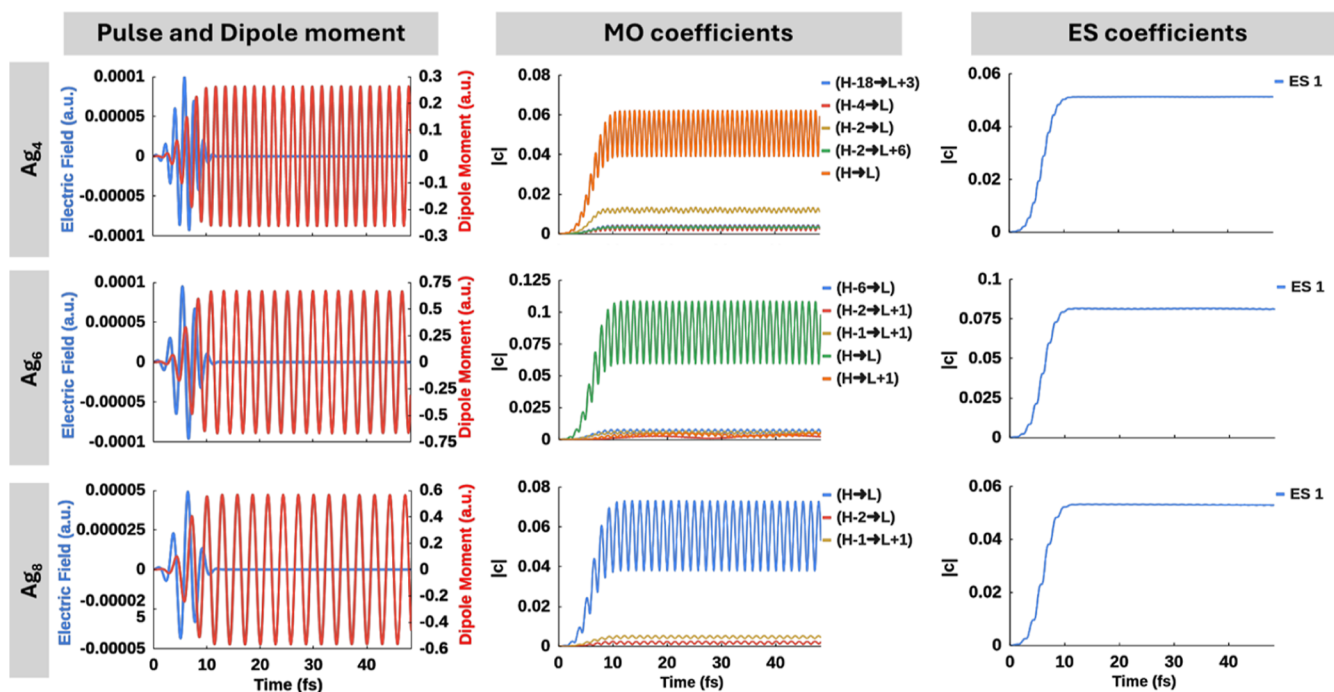 Pulse and Dipole moment
MO coefficients
ES coefficients
Ag4
Electric Field (a.u.)
0.0001
0.00005
0
-0.00005
-0.0001
0.3
0.2
0.1
0
-0.1
-0.2
-0.3
Dipole Moment (a.u.)
|c|
0.08
0.06
0.04
0.02
0
(H-18→L+3)
(H-4→L)
(H-2→L)
(H-2→L+6)
(H→L)
|c|
0.06
0.04
0.02
0
ES 1
Ag6
Electric Field (a.u.)
0.0001
0.00005
0
-0.00005
-0.0001
0.75
0.5
0.25
0
-0.25
-0.5
-0.75
Dipole Moment (a.u.)
|c|
0.125
0.1
0.075
0.05
0.025
0
(H-6→L)
(H-2→L+1)
(H-1→L+1)
(H→L)
(H→L+1)
|c|
0.1
0.075
0.05
0.025
0
ES 1
Ag8
Electric Field (a.u.)
0.00005
0.000025
0
-0.00002
5
-0.00005
0.6
0.4
0.2
0
-0.2
-0.4
-0.6
Dipole Moment (a.u.)
0 10 20 30 40
Time (fs)
|c|
0.08
0.06
0.04
0.02
0
(H→L)
(H-2→L)
(H-1→L+1)
0 10 20 30 40
Time (fs)
|c|
0.06
0.04
0.02
0
ES 1
0 10 20 30 40
Time (fs)